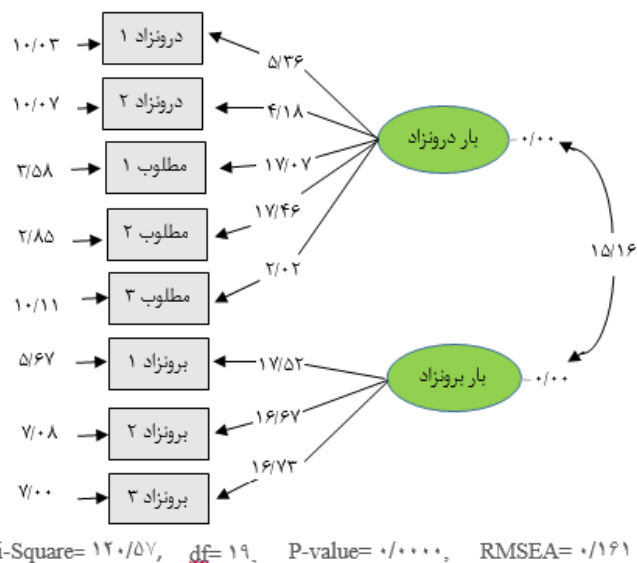 ۱۰/۰۳ درونزاد ۱
۵/۳۶
۱۰/۰۷ درونزاد ۲
۴/۱۸
بار درونزاد ۰/۰۰
۳/۵۸ مطلوب ۱
۱۷/۰۷
۲/۸۵ مطلوب ۲
۱۷/۴۶
۱۵/۱۶
۱۰/۱۱ مطلوب ۳
۲/۰۲
۵/۶۷ برونزاد ۱
۱۷/۵۲
بار برونزاد ۰/۰۰
۷/۰۸ برونزاد ۲
۱۶/۶۷
۷/۰۰ برونزاد ۳
۱۶/۷۳
i-Square= ۱۲۰/۵۷, df= ۱۹, P-value= ۰/۰۰۰۰, RMSEA= ۰/۱۶۱